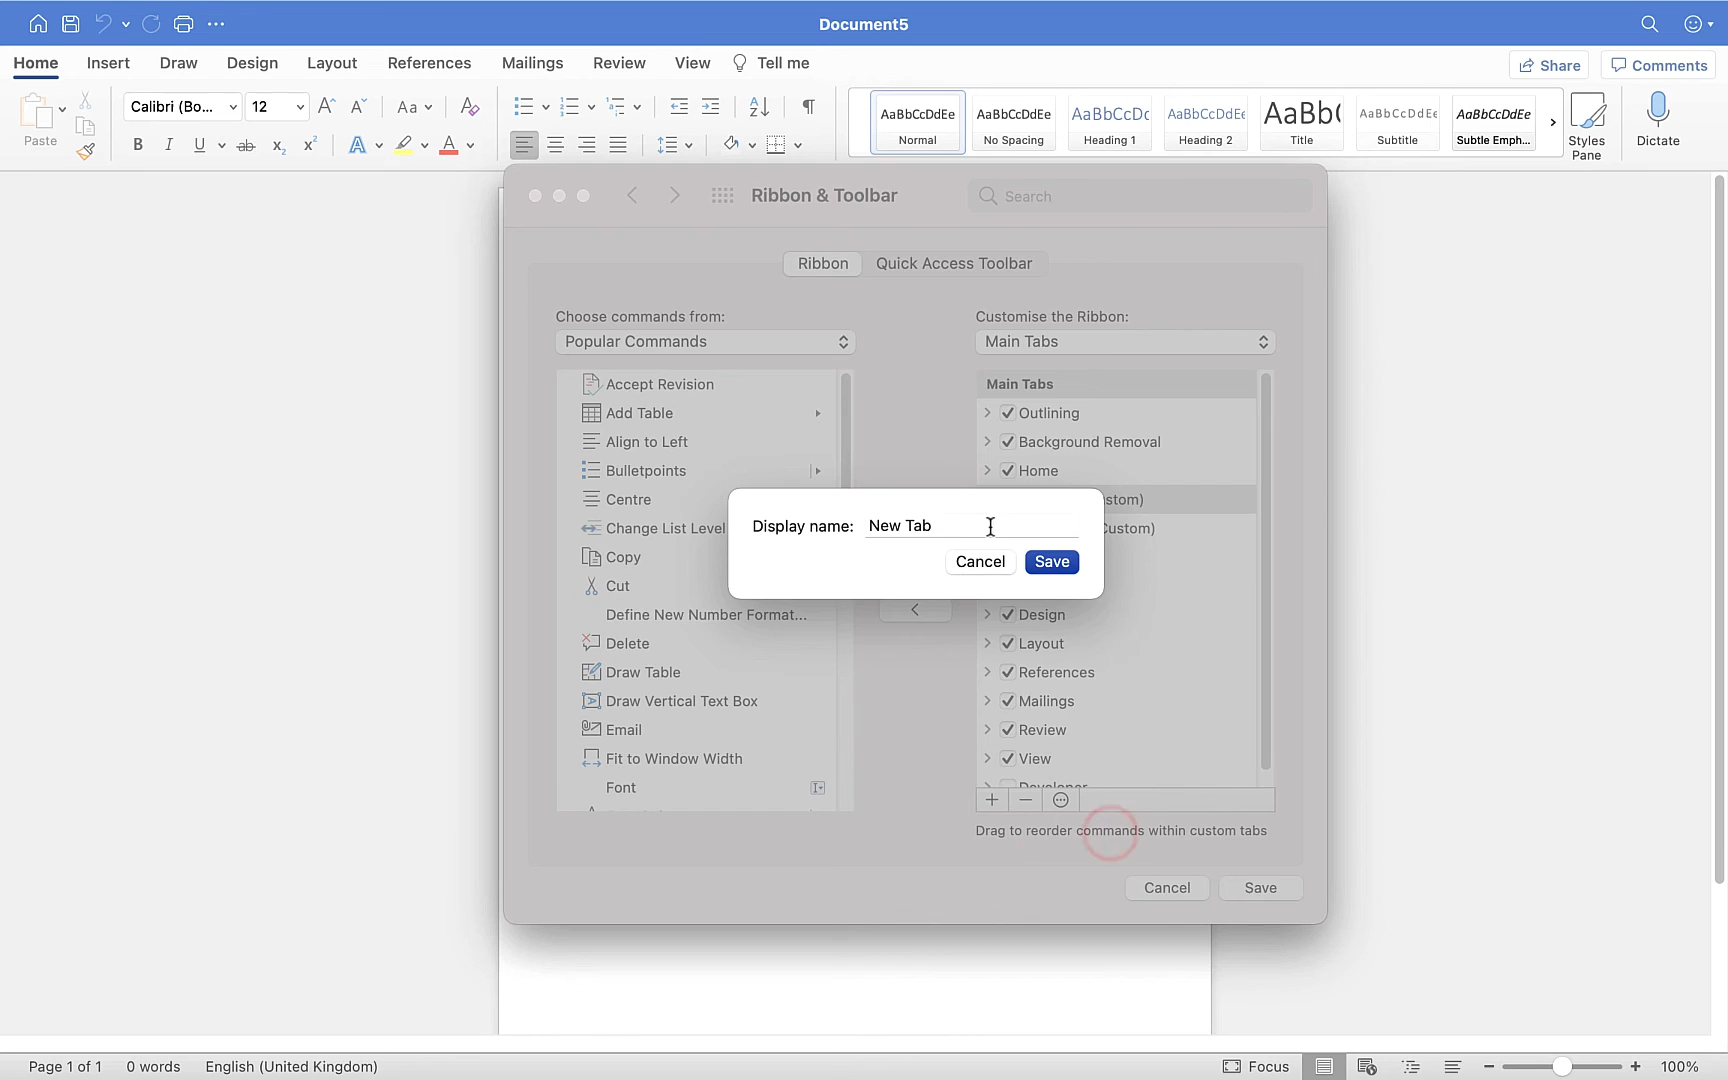 Document5
Home Insert Draw Design Layout References Mailings Review View Tell me Share Comments
Paste Calibri (Bo... 12 Aa
AaBbCcDdEe AaBbCcDdEe AaBbCcDc AaBbCcDdEe AaBb( AaBbCcDdEe AaBbCcDdEe
Normal No Spacing Heading 1 Heading 2 Title Subtitle Subtle Emph...
Styles Pane
Dictate
Ribbon & Toolbar Search
Ribbon Quick Access Toolbar
Choose commands from:
Popular Commands
Accept Revision
Add Table
Align to Left
Bulletpoints
Centre
Change List Level
Copy
Cut
Define New Number Format...
Delete
Draw Table
Draw Vertical Text Box
Email
Fit to Window Width
Font
Customise the Ribbon:
Main Tabs
Main Tabs
Outlining
Background Removal
Home
stom)
Custom)
Design
Layout
References
Mailings
Review
View
Developer
Drag to reorder commands within custom tabs
Cancel Save
Display name: New Tab
Cancel Save
Page 1 of 1 0 words English (United Kingdom) Focus 100%